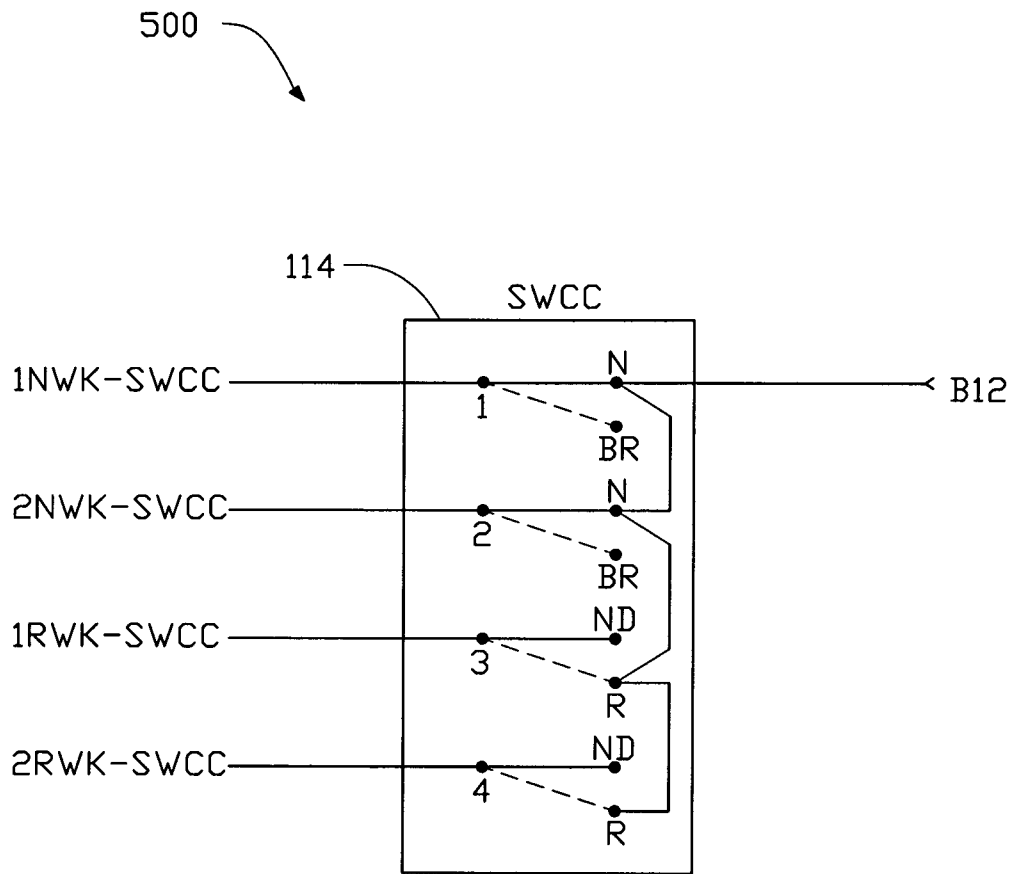 500
114
SWCC
1NWK-SWCC
1
N
B12
BR
2NWK-SWCC
2
N
BR
1RWK-SWCC
3
ND
R
2RWK-SWCC
4
ND
R